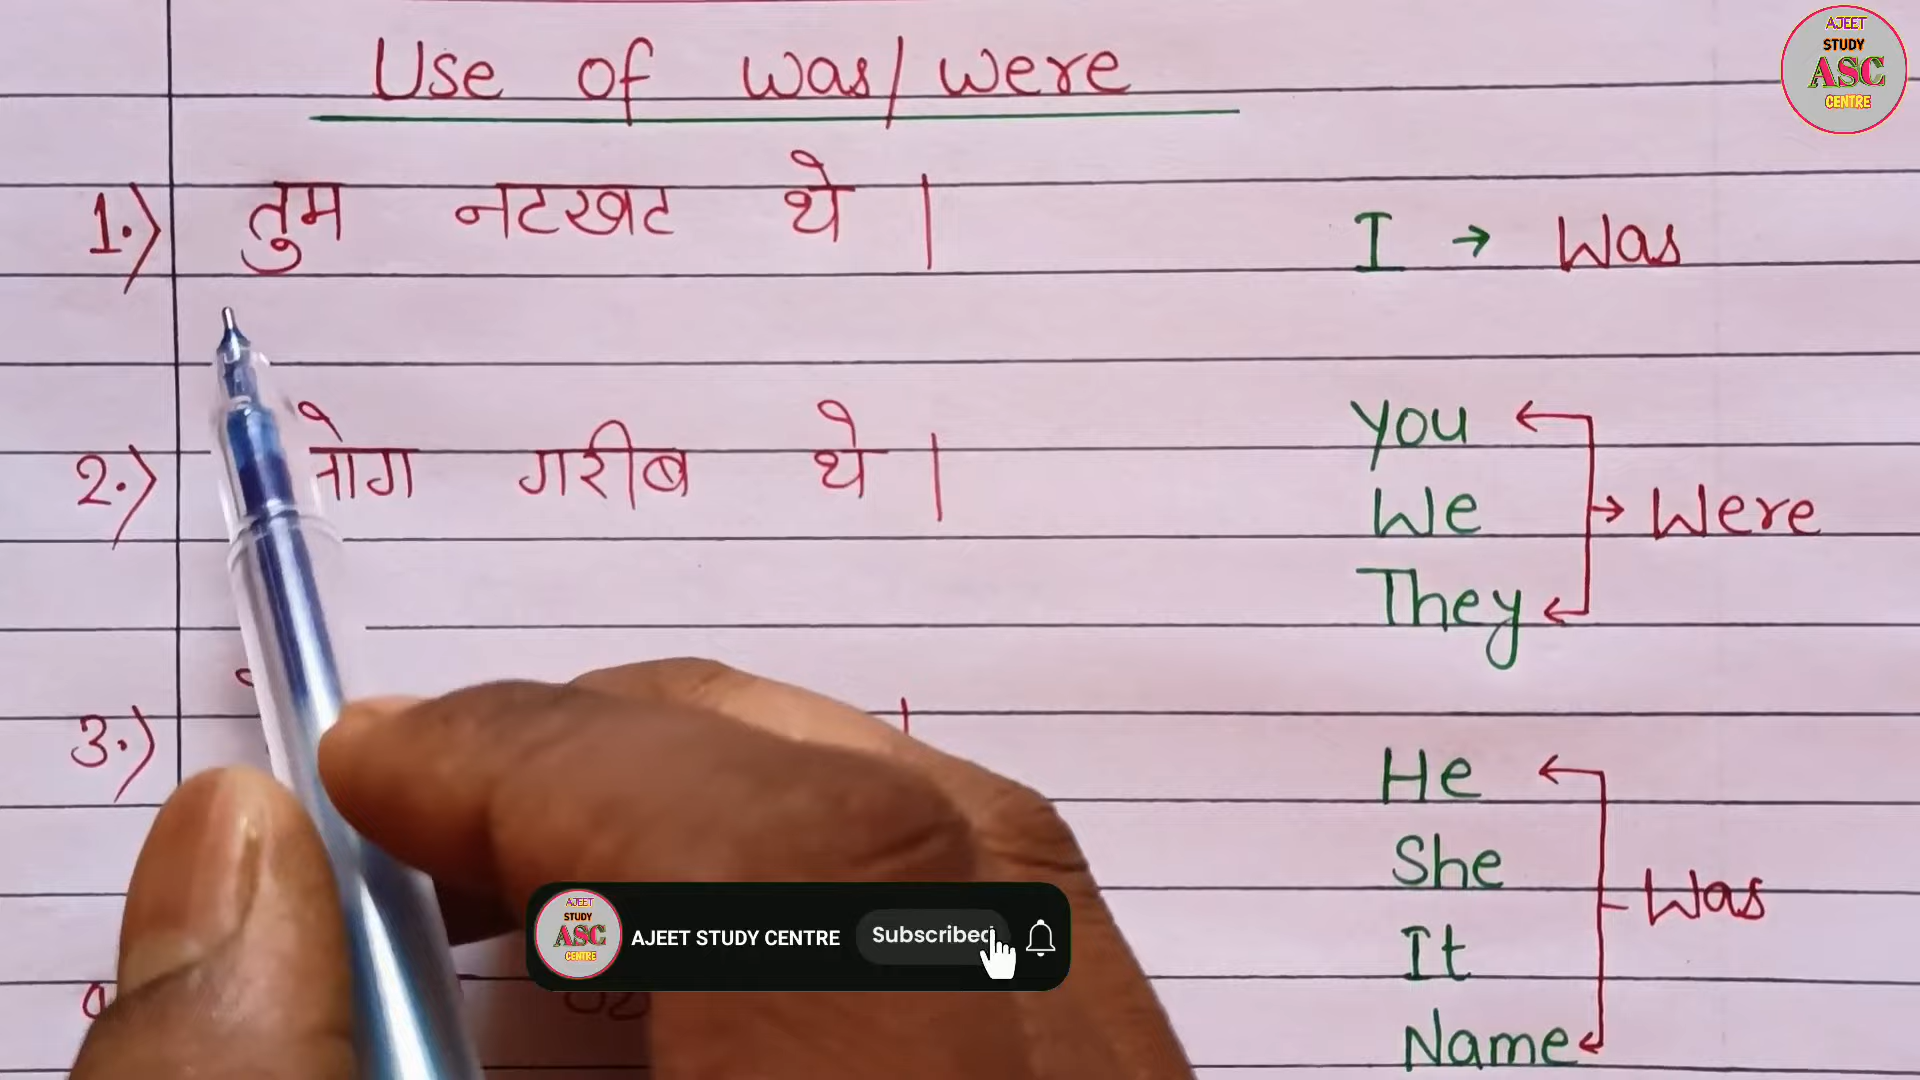 Use of was/were
AJEET
STUDY
ASC
CENTRE
1.) तुम नटखट थे |
I → Was
2.) गरीब थे |
You
We → Were
They
3.) |
He
She
It
Name
Was
AJEET
STUDY
ASC
CENTRE
AJEET STUDY CENTRE Subscribed